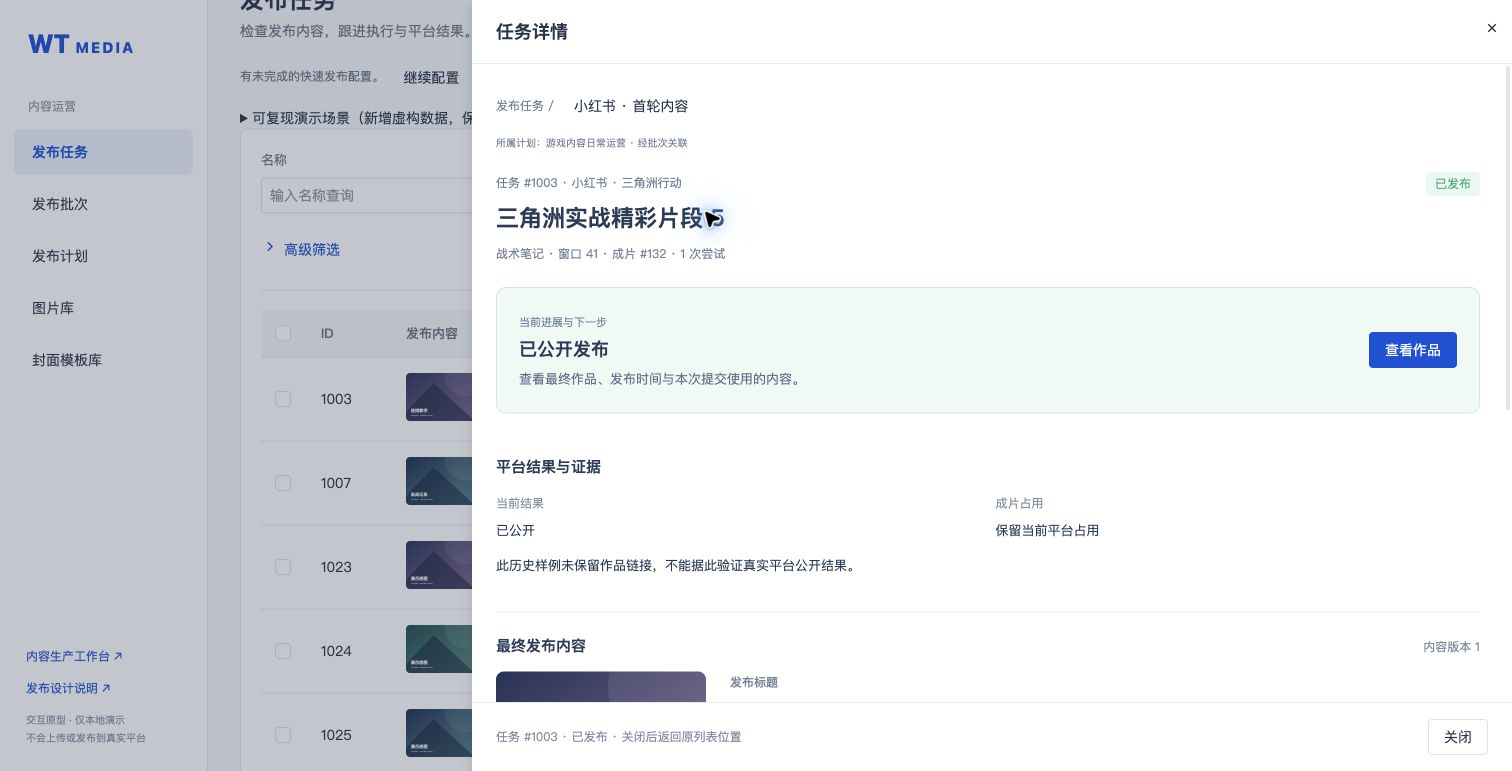 发布任务
检查发布内容，跟进执行与平台结果。
有未完成的快速发布配置。 继续配置
可复现演示场景（新增虚构数据，保
WT MEDIA
内容运营
发布任务
发布批次
发布计划
图片库
封面模板库
内容生产工作台 ↗
发布设计说明 ↗
交互原型 · 仅本地演示
不会上传或发布到真实平台
名称
输入名称查询
高级筛选
ID 发布内容
1003
1007
1023
1024
1025
任务详情
×
发布任务 / 小红书 · 首轮内容
所属计划：游戏内容日常运营 · 经批次关联
任务 #1003 · 小红书 · 三角洲行动
已发布
三角洲实战精彩片段
战术笔记 · 窗口 41 · 成片 #132 · 1 次尝试
当前进展与下一步
已公开发布
查看最终作品、发布时间与本次提交使用的内容。
查看作品
平台结果与证据
当前结果 成片占用
已公开 保留当前平台占用
此历史样例未保留作品链接，不能据此验证真实平台公开结果。
最终发布内容 内容版本 1
发布标题
任务 #1003 · 已发布 · 关闭后返回原列表位置
关闭